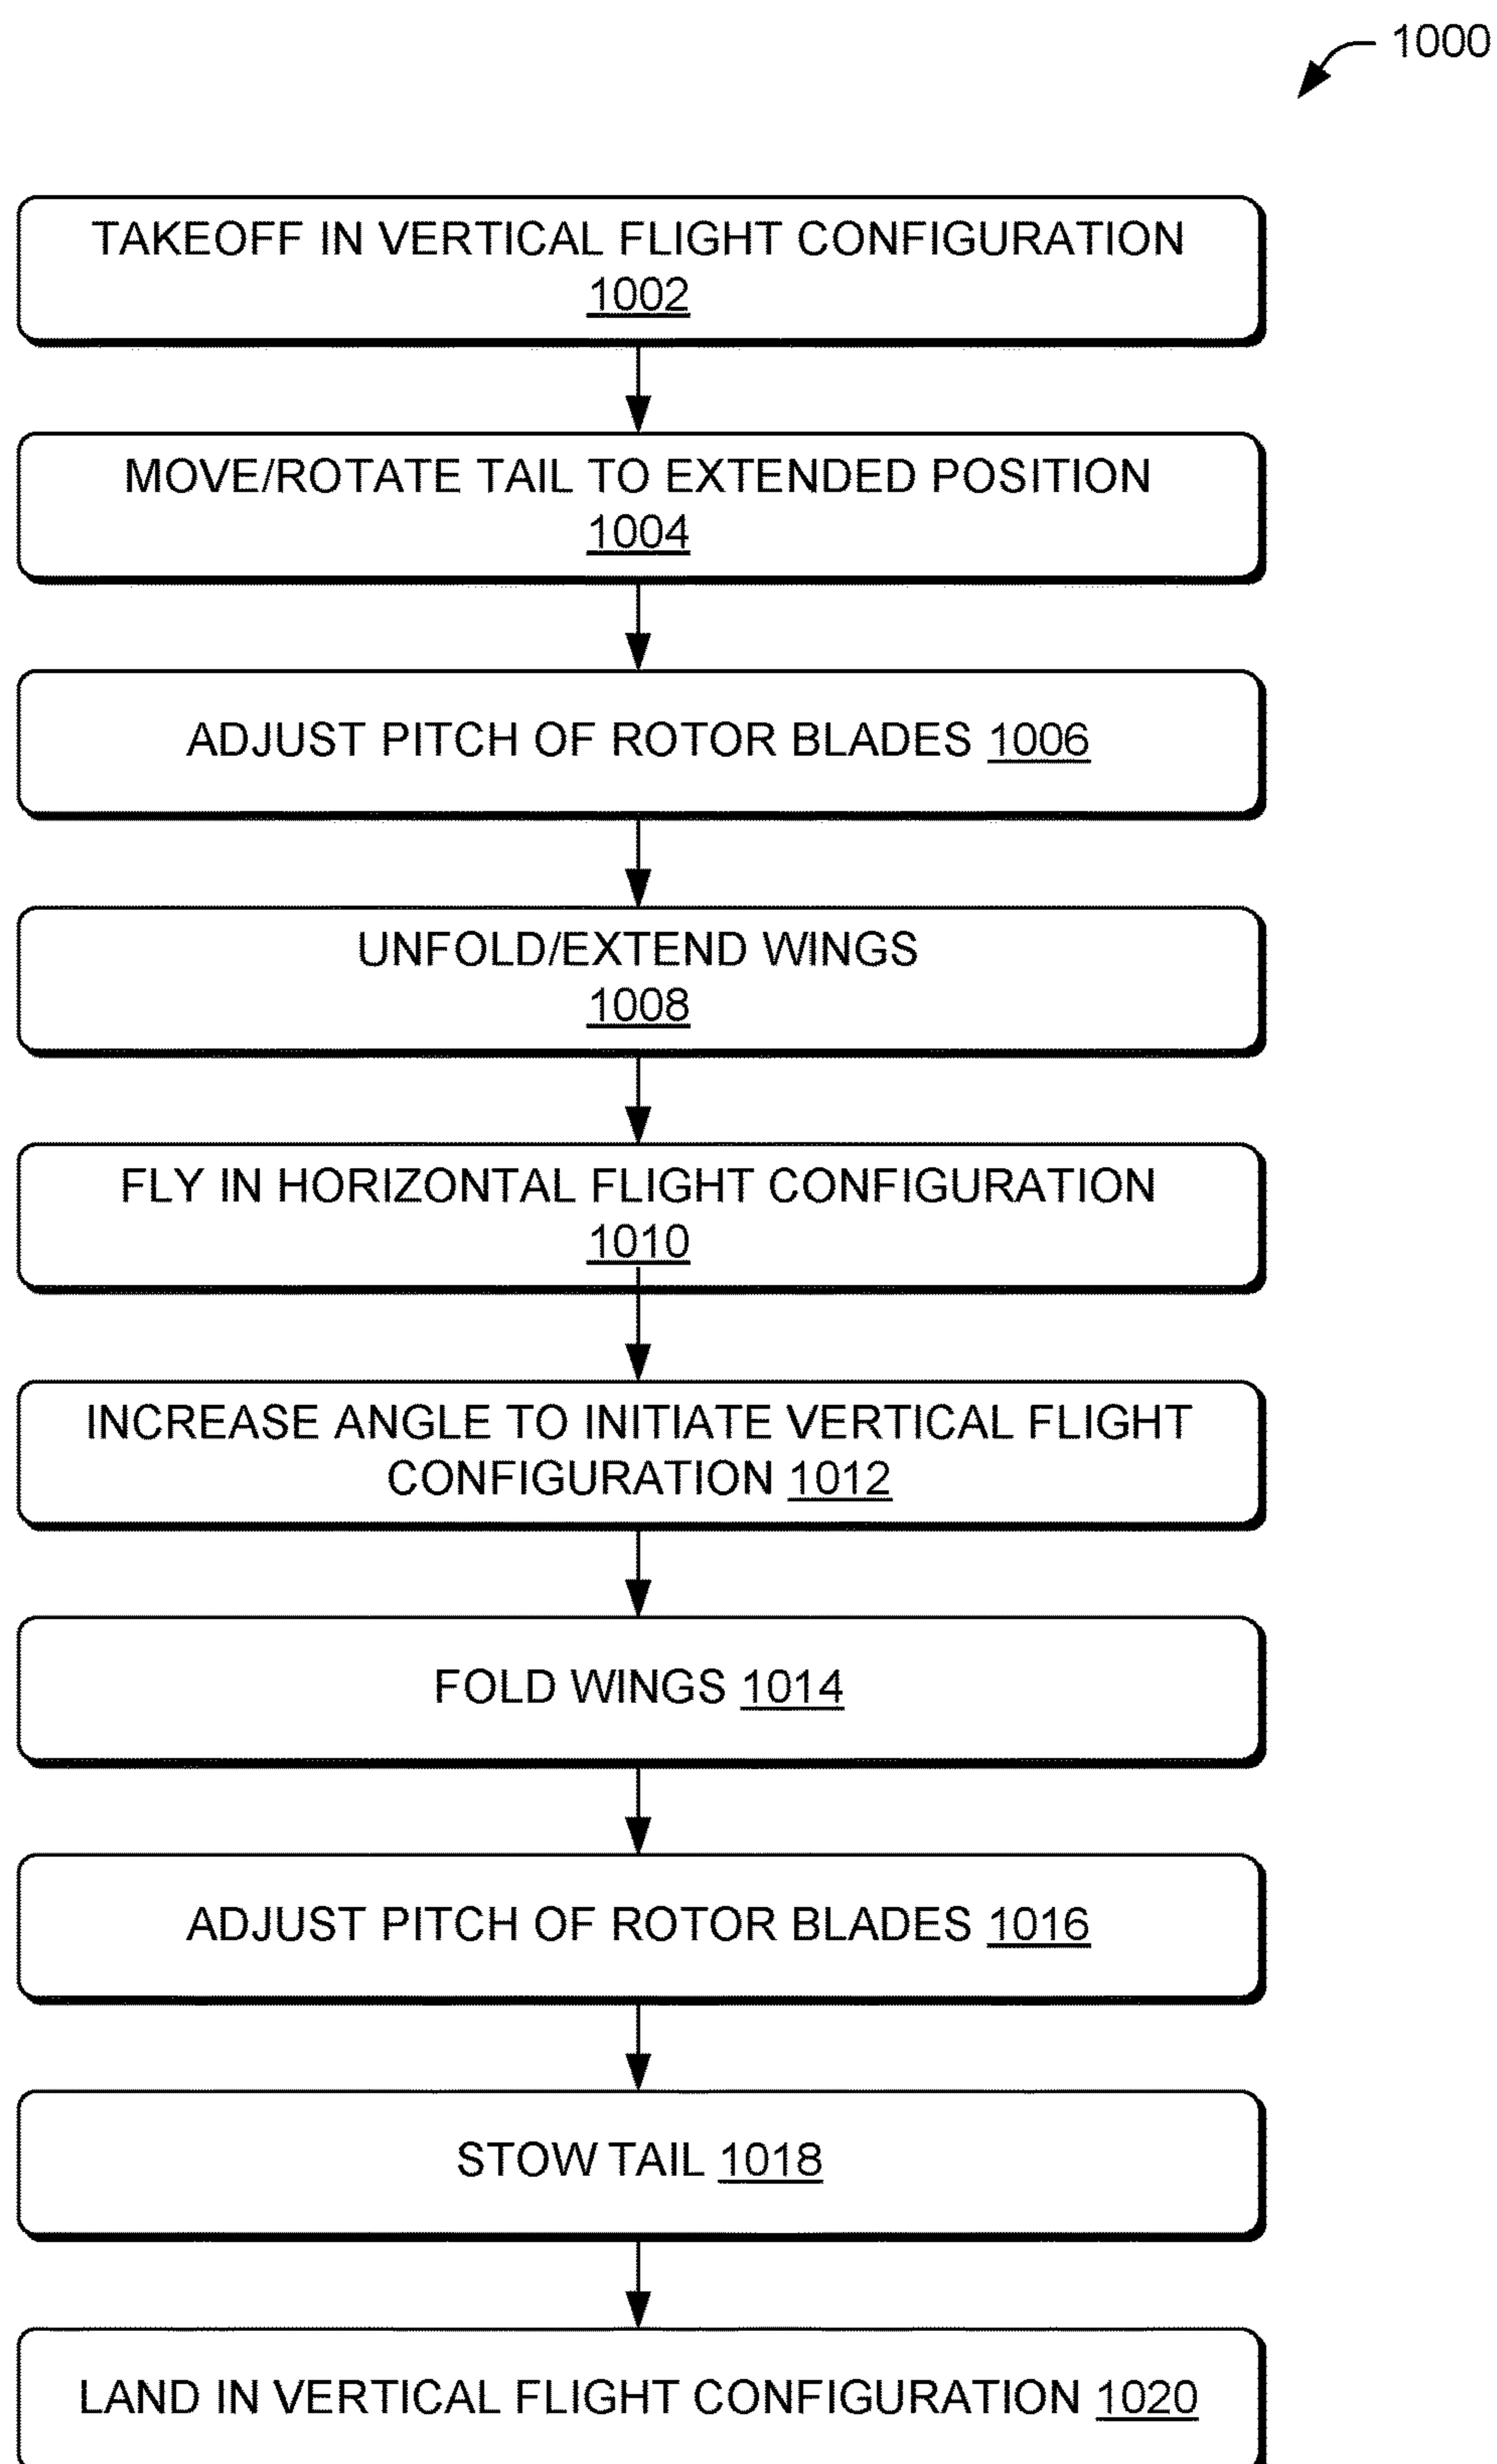 1000
TAKEOFF IN VERTICAL FLIGHT CONFIGURATION
1002
MOVE/ROTATE TAIL TO EXTENDED POSITION
1004
ADJUST PITCH OF ROTOR BLADES 1006
UNFOLD/EXTEND WINGS
1008
FLY IN HORIZONTAL FLIGHT CONFIGURATION
1010
INCREASE ANGLE TO INITIATE VERTICAL FLIGHT
CONFIGURATION 1012
FOLD WINGS 1014
ADJUST PITCH OF ROTOR BLADES 1016
STOW TAIL 1018
LAND IN VERTICAL FLIGHT CONFIGURATION 1020